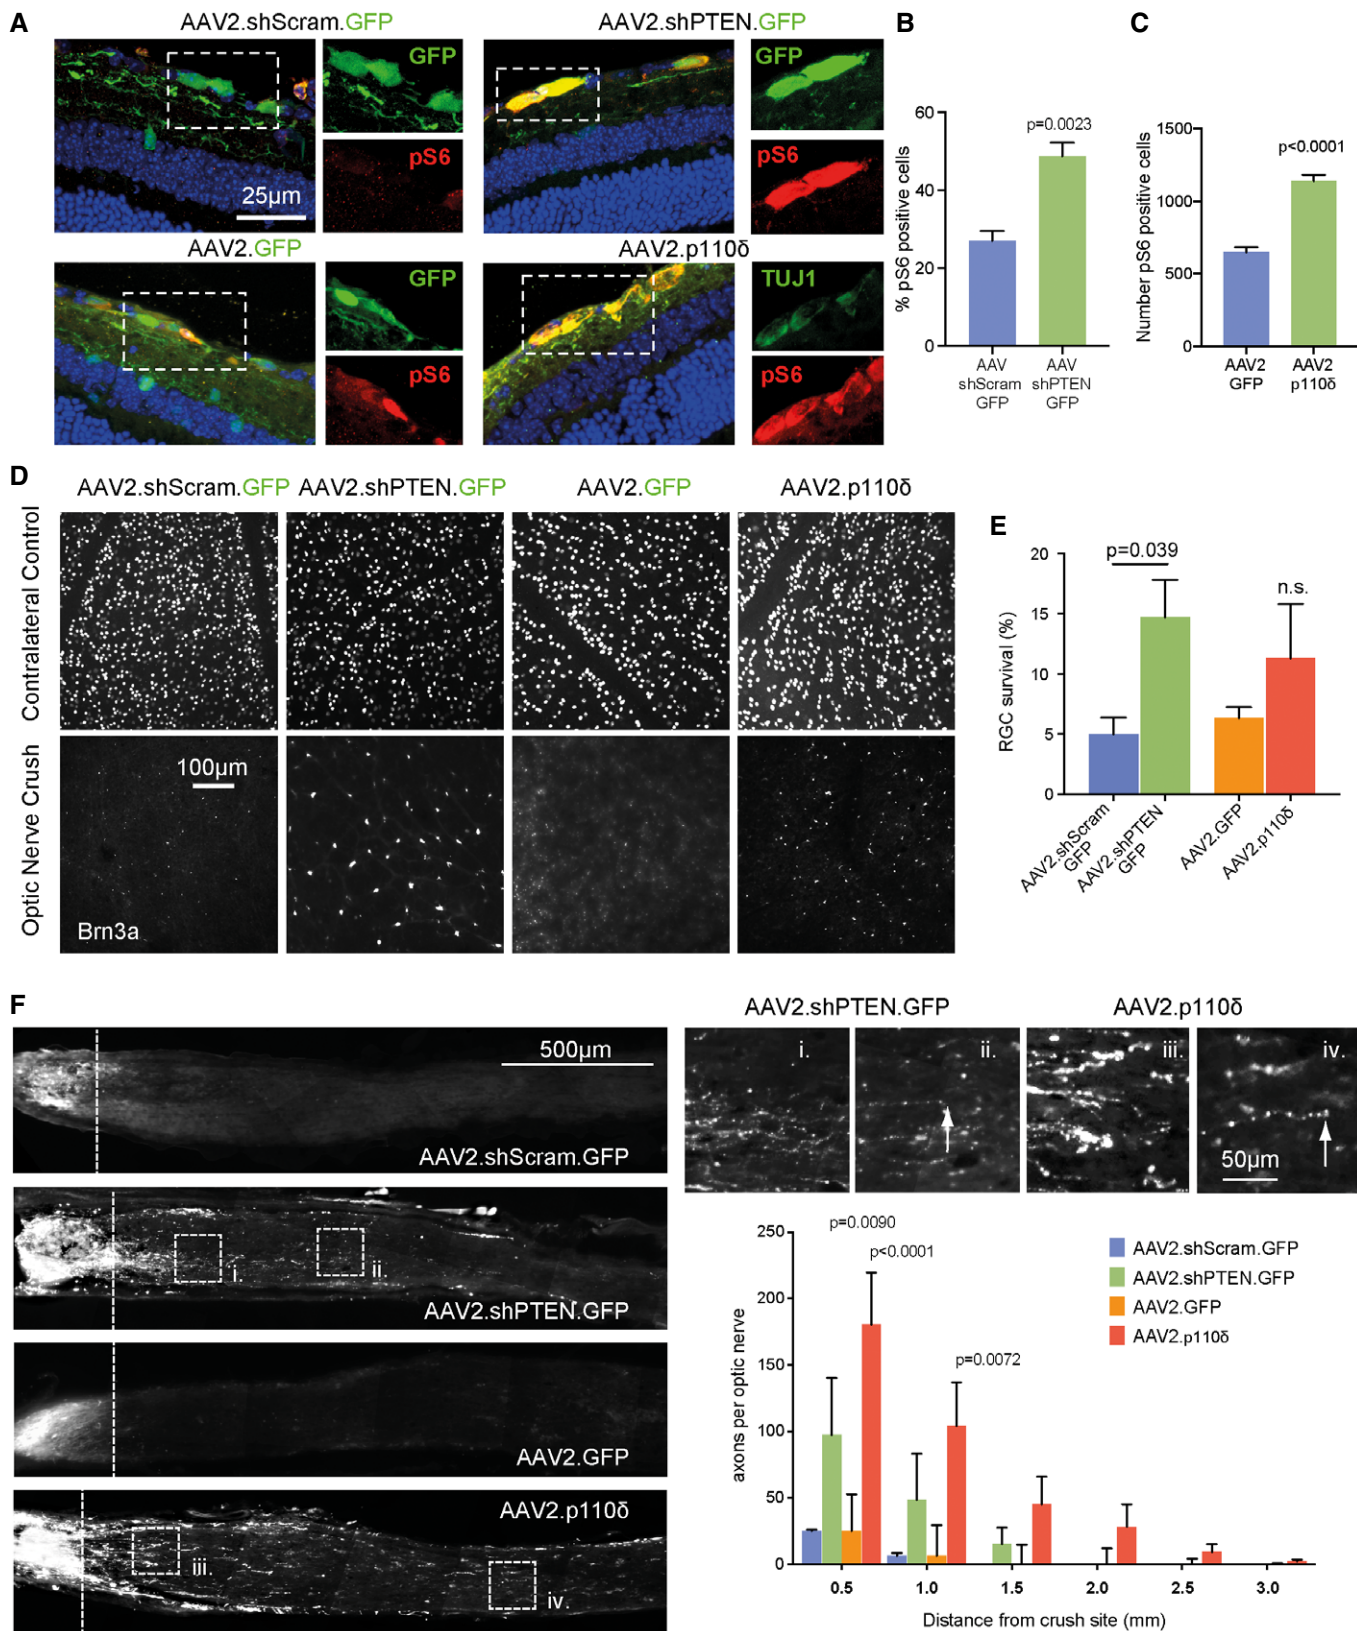 A
AAV2.shScram.GFP
AAV2.shPTEN.GFP
GFP
pS6
25µm
GFP
pS6
AAV2.GFP
AAV2.p110δ
GFP
pS6
TUJ1
pS6
B
% pS6 positive cells
60
40
20
0
p=0.0023
AAV
shScram
GFP
AAV
shPTEN
GFP
C
Number pS6 positive cells
1500
1000
500
0
p<0.0001
AAV2
GFP
AAV2
p110δ
D
AAV2.shScram.GFP
AAV2.shPTEN.GFP
AAV2.GFP
AAV2.p110δ
Contralateral Control
Optic Nerve Crush
100µm
Brn3a
E
RGC survival (%)
20
15
10
5
0
p=0.039
n.s.
AAV2.shScram
GFP
AAV2.shPTEN
GFP
AAV2.GFP
AAV2.p110δ
F
500µm
AAV2.shScram.GFP
i.
ii.
AAV2.shPTEN.GFP
AAV2.GFP
AAV2.p110δ
iii.
iv.
AAV2.shPTEN.GFP
AAV2.p110δ
i.
ii.
iii.
iv.
50µm
axons per optic nerve
250
200
150
100
50
0
p=0.0090
p<0.0001
p=0.0072
AAV2.shScram.GFP
AAV2.shPTEN.GFP
AAV2.GFP
AAV2.p110δ
0.5
1.0
1.5
2.0
2.5
3.0
Distance from crush site (mm)